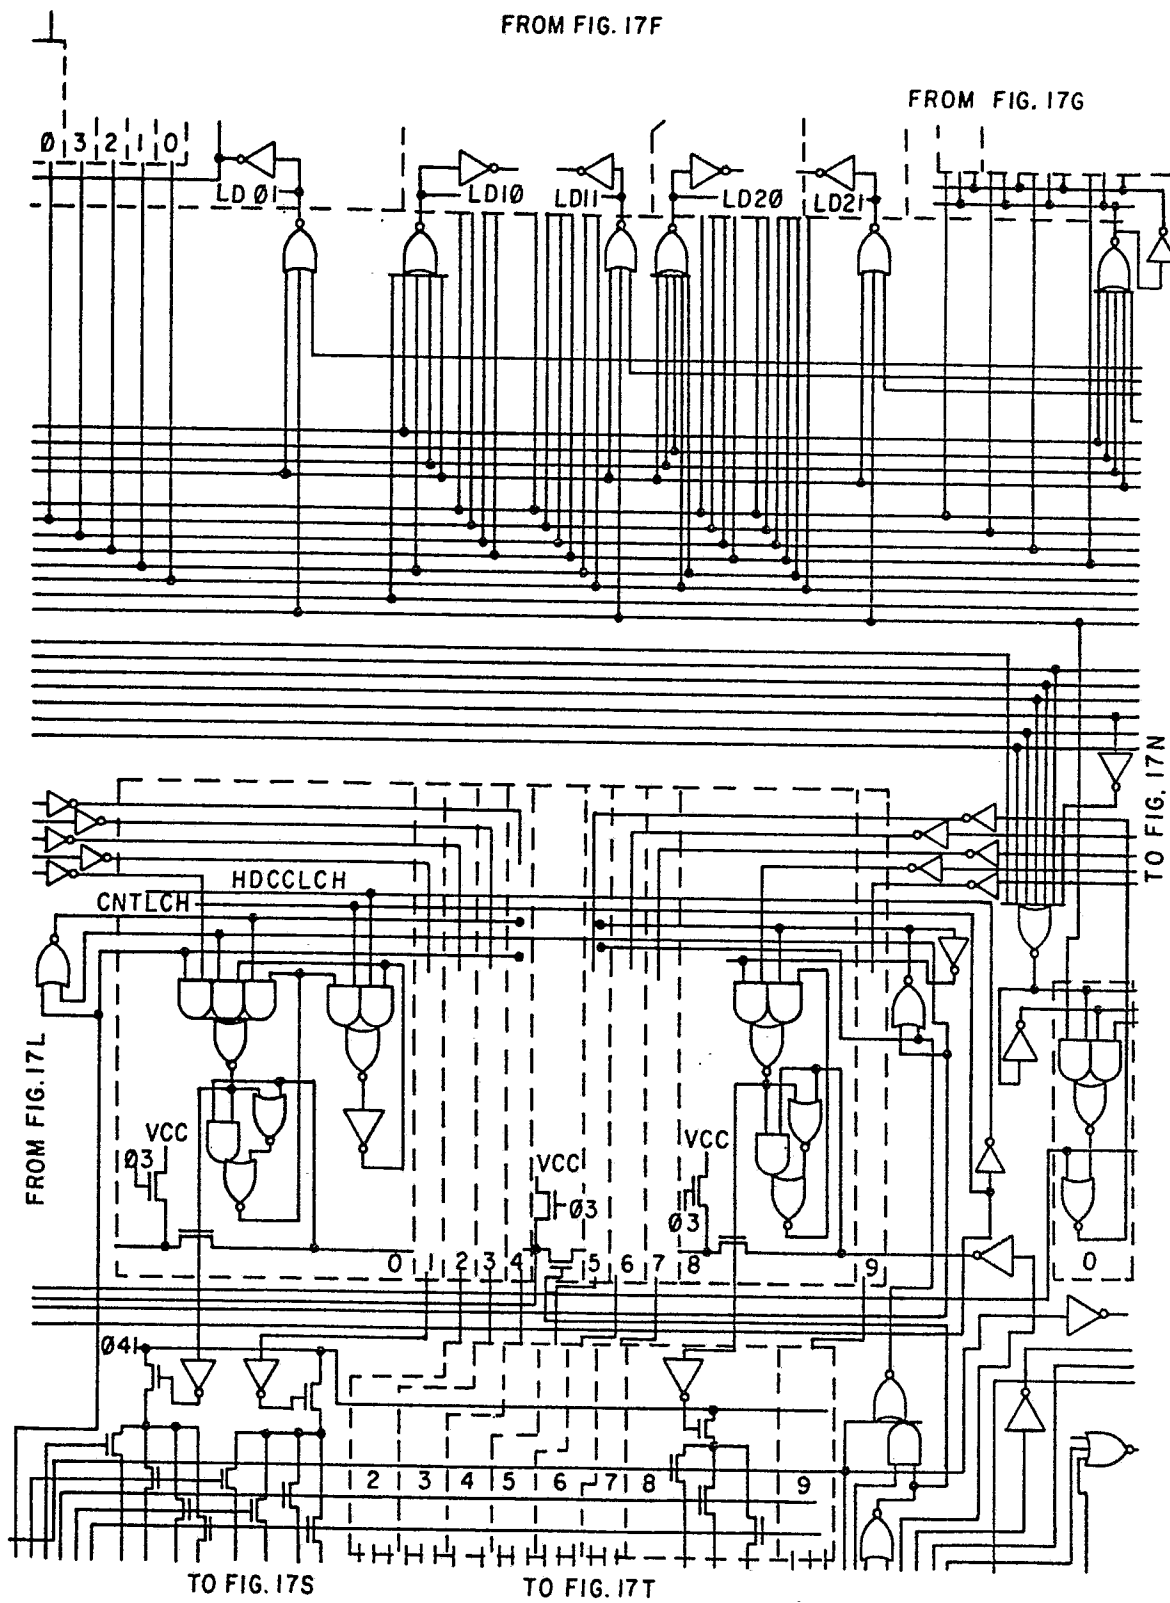 FROM FIG. 17F
FROM FIG. 17G
Ø 3 2 1 0
LD Ø1
LD10
LD11
LD20
LD21
TO FIG. 17N
HDCCLCH
CNTLCH
FROM FIG. 17L
VCC
Ø3
VCC
Ø3
VCC
Ø3
0 1 2 3 4 5 6 7 8 9
0
Ø4
2 3 4 5 6 7 8 9
TO FIG. 17S
TO FIG. 17T